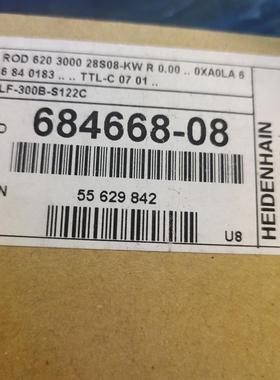 ROD 620 3000 28S08-KW R 0.00 .. 0XA0LA 6
6 84 0183 .. .. TTL-C 07 01 ..
LF-300B-S122C
684668-08
N
55 629 842
U8
HEIDENHAIN